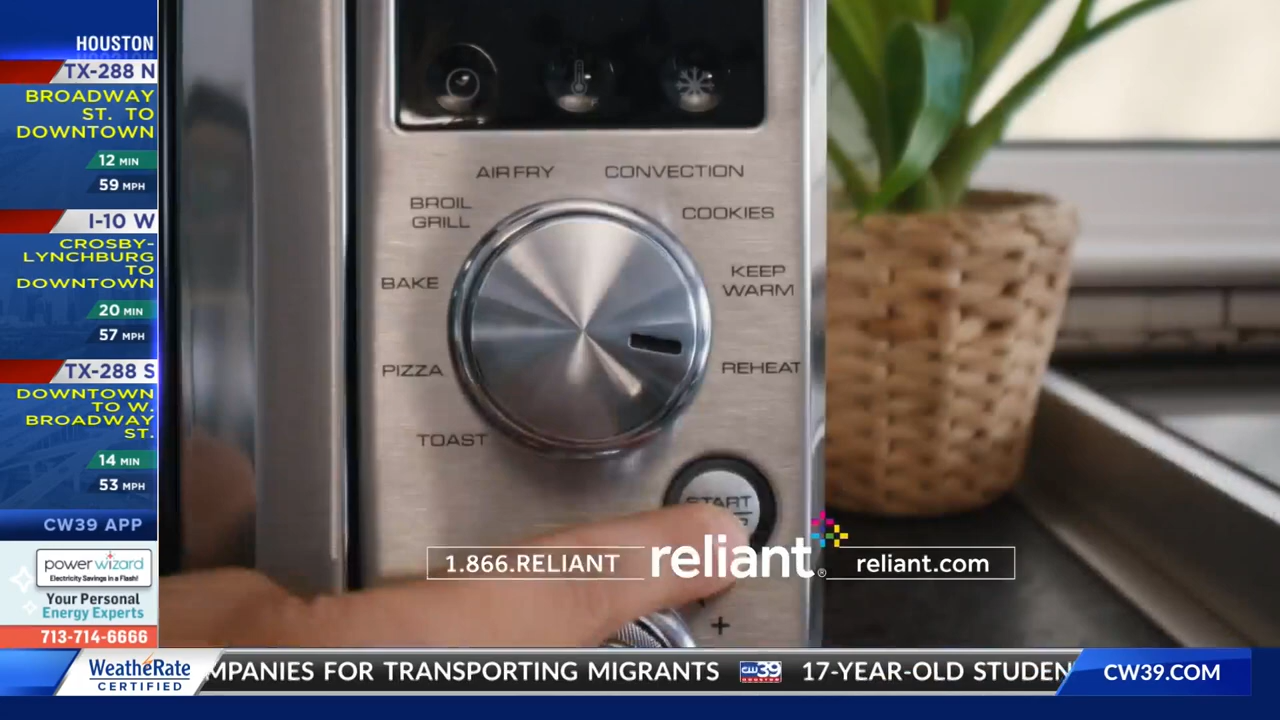 HOUSTON
TX-288 N
BROADWAY
ST. TO
DOWNTOWN
12 MIN
59 MPH
I-10 W
CROSBY-
LYNCHBURG
TO
DOWNTOWN
20 MIN
57 MPH
TX-288 S
DOWNTOWN
TO W.
BROADWAY
ST.
14 MIN
53 MPH
CW39 APP
power wizard
Electricity Savings in a Flash!
Your Personal
Energy Experts
713-714-6666
AIR FRY
CONVECTION
BROIL
GRILL
COOKIES
BAKE
KEEP
WARM
PIZZA
REHEAT
TOAST
START
1.866.RELIANT
reliant®
reliant.com
+
WeatheRate
CERTIFIED
MPANIES FOR TRANSPORTING MIGRANTS
cw39
HOUSTON
17-YEAR-OLD STUDEN
CW39.COM